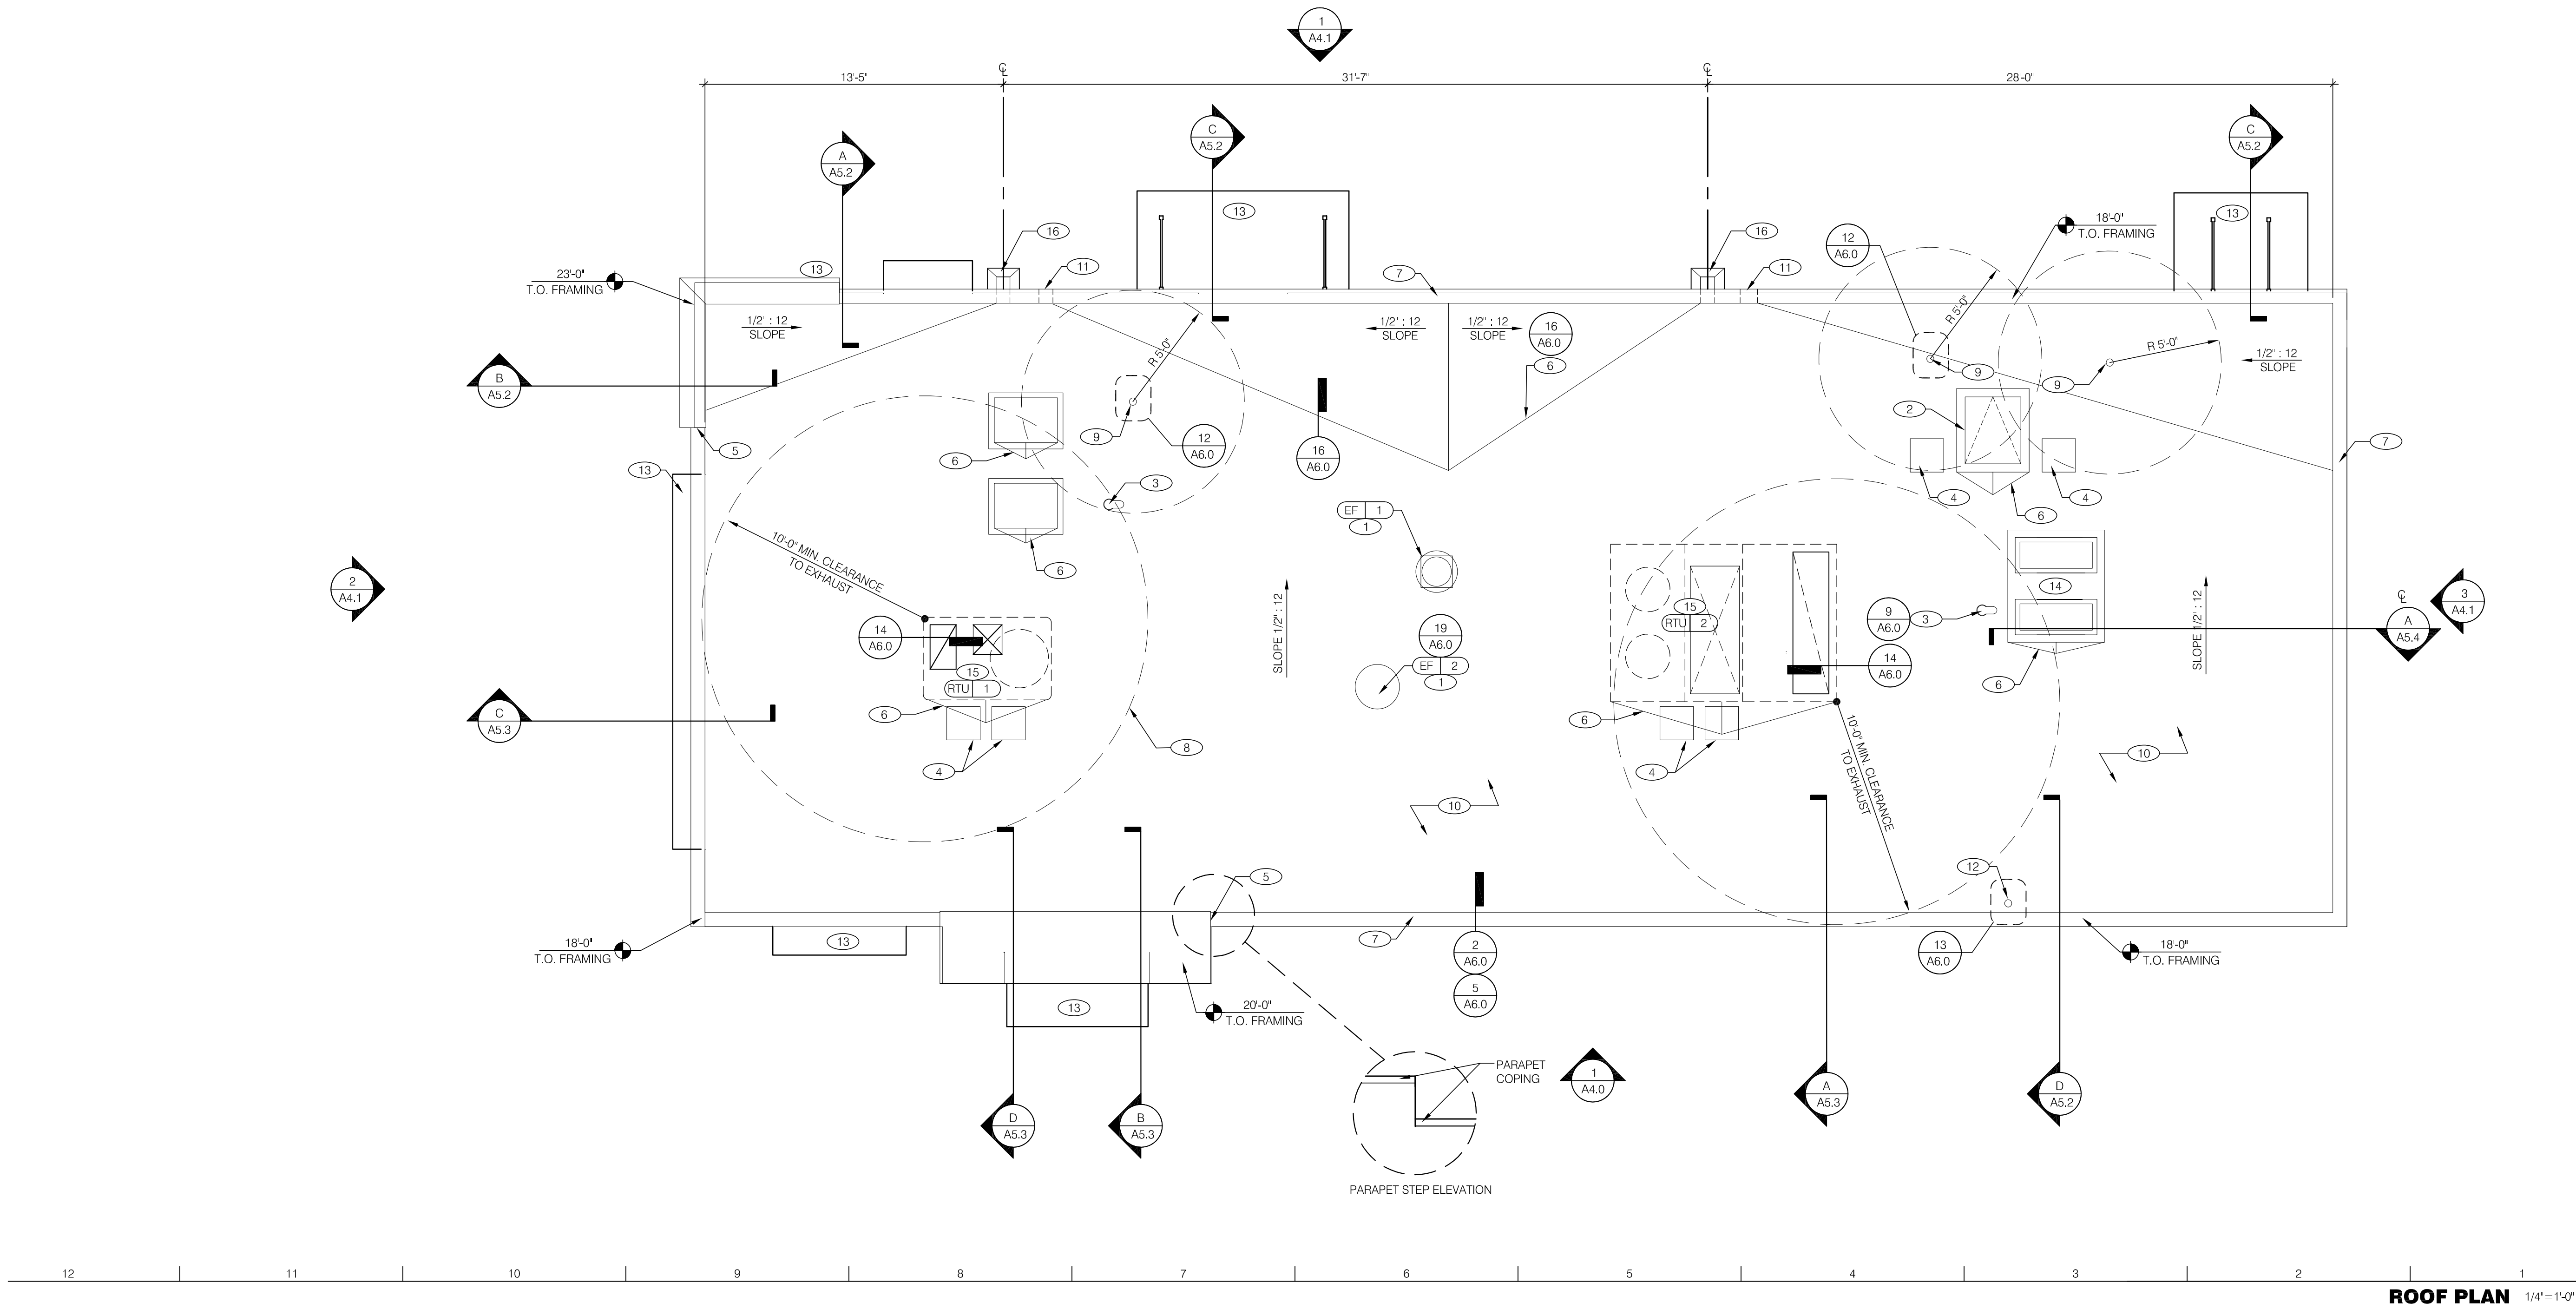 1
A4.1
13'-5"
℄
31'-7"
℄
28'-0"
C
A5.2
C
A5.2
A
A5.2
13
13
18'-0"
T.O. FRAMING
16
16
12
A6.0
13
11
11
7
23'-0"
T.O. FRAMING
R 5'-0"
1/2" : 12
SLOPE
1/2" : 12
SLOPE
1/2" : 12
SLOPE
16
A6.0
6
R 5'-0"
R 5'-0"
1/2" : 12
SLOPE
B
A5.2
9
9
2
9
12
A6.0
5
6
13
16
A6.0
7
3
4
4
EF 1
1
6
6
10'-0" MIN. CLEARANCE
TO EXHAUST
2
A4.1
14
SLOPE 1/2" : 12
SLOPE 1/2" : 12
℄
3
A4.1
15
RTU 2
9
A6.0
3
A
A5.4
14
A6.0
19
A6.0
EF 2
1
14
A6.0
15
RTU 1
6
6
6
C
A5.3
8
10'-0" MIN. CLEARANCE
TO EXHAUST
10
4
4
10
5
12
18'-0"
T.O. FRAMING
13
7
2
A6.0
5
A6.0
13
A6.0
18'-0"
T.O. FRAMING
13
20'-0"
T.O. FRAMING
PARAPET
COPING
1
A4.0
A
A5.3
D
A5.2
D
A5.3
B
A5.3
PARAPET STEP ELEVATION
12 11 10 9 8 7 6 5 4 3 2 1
ROOF PLAN 1/4"=1'-0"